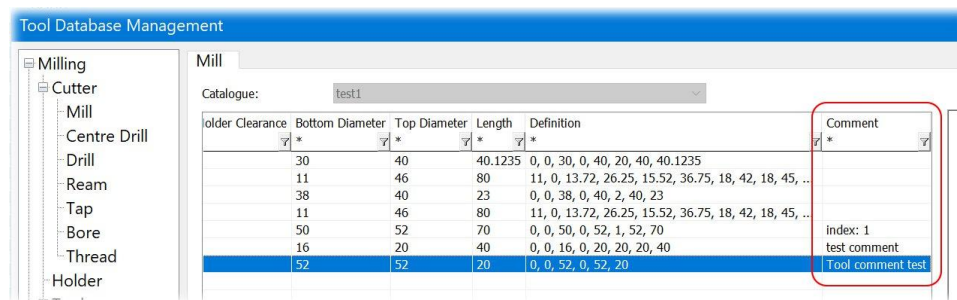 Tool Database Management
Milling
Cutter
Mill
Centre Drill
Drill
Ream
Tap
Bore
Thread
Holder
Mill
Catalogue: test1
older Clearance Bottom Diameter Top Diameter Length Definition Comment
* * * * *
30 40 40.1235 0, 0, 30, 0, 40, 20, 40, 40.1235
11 46 80 11, 0, 13.72, 26.25, 15.52, 36.75, 18, 42, 18, 45, ...
38 40 23 0, 0, 38, 0, 40, 2, 40, 23
11 46 80 11, 0, 13.72, 26.25, 15.52, 36.75, 18, 42, 18, 45, ...
50 52 70 0, 0, 50, 0, 52, 1, 52, 70 index: 1
16 20 40 0, 0, 16, 0, 20, 20, 20, 40 test comment
52 52 20 0, 0, 52, 0, 52, 20 Tool comment test